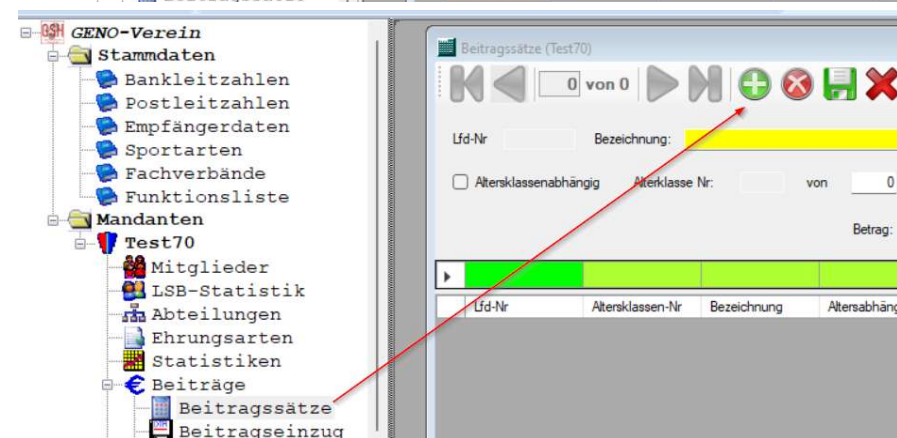 GENO-Verein
Stammdaten
Bankleitzahlen
Postleitzahlen
Empfängerdaten
Sportarten
Fachverbände
Funktionsliste
Mandanten
Test70
Mitglieder
LSB-Statistik
Abteilungen
Ehrungsarten
Statistiken
€ Beiträge
Beitragssätze
Beitragseinzug
Beitragssätze (Test70)
0 von 0
Lfd-Nr Bezeichnung:
Altersklassenabhängig Alterklasse Nr: von 0
Betrag:
Lfd-Nr Altersklassen-Nr Bezeichnung Altersabhäng